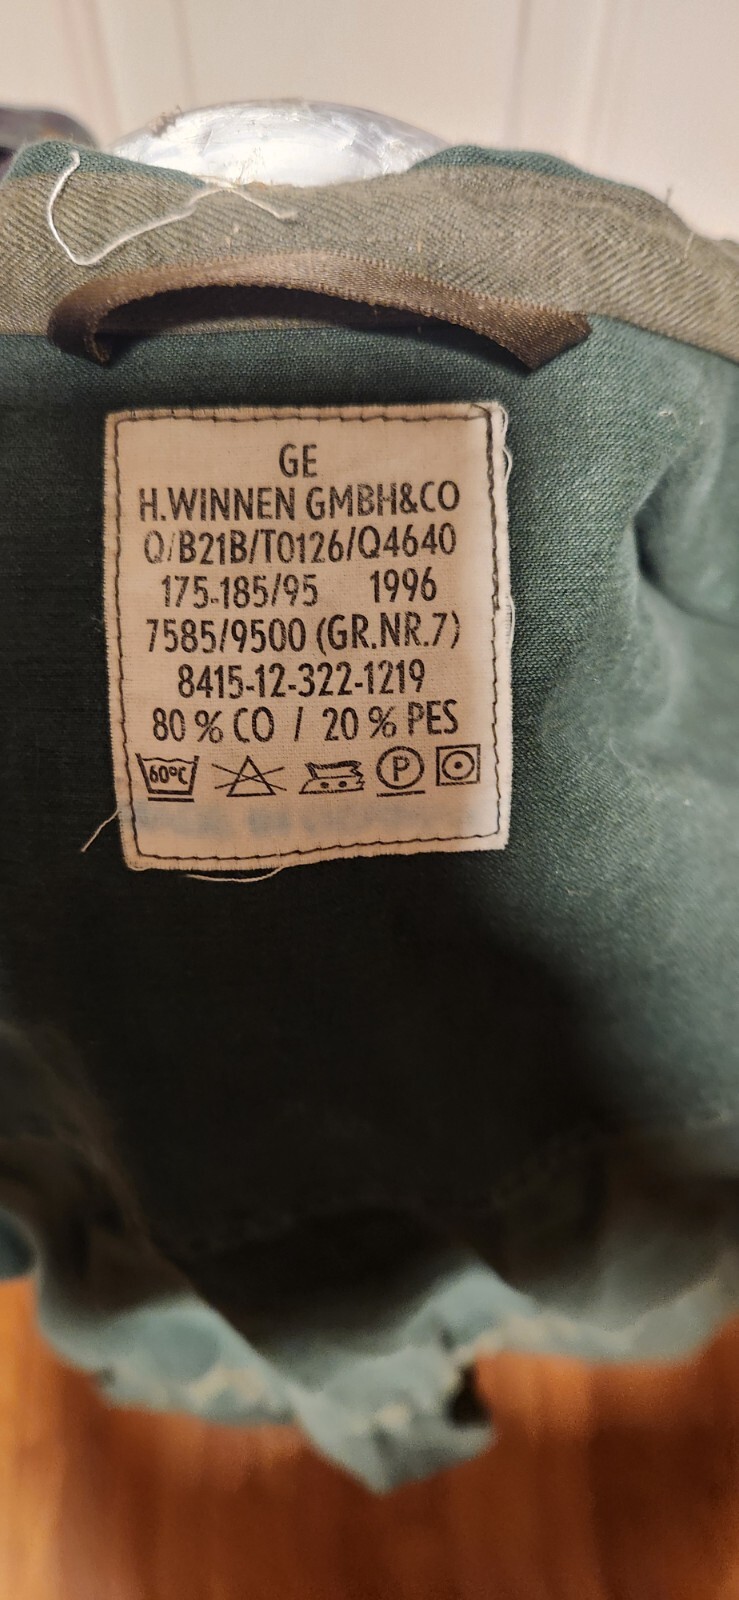 GE
H.WINNEN GMBH&CO
Q/B21B/T0126/Q4640
175-185/95 1996
7585/9500 (GR.NR.7)
8415-12-322-1219
80 % CO / 20 % PES
60°C P